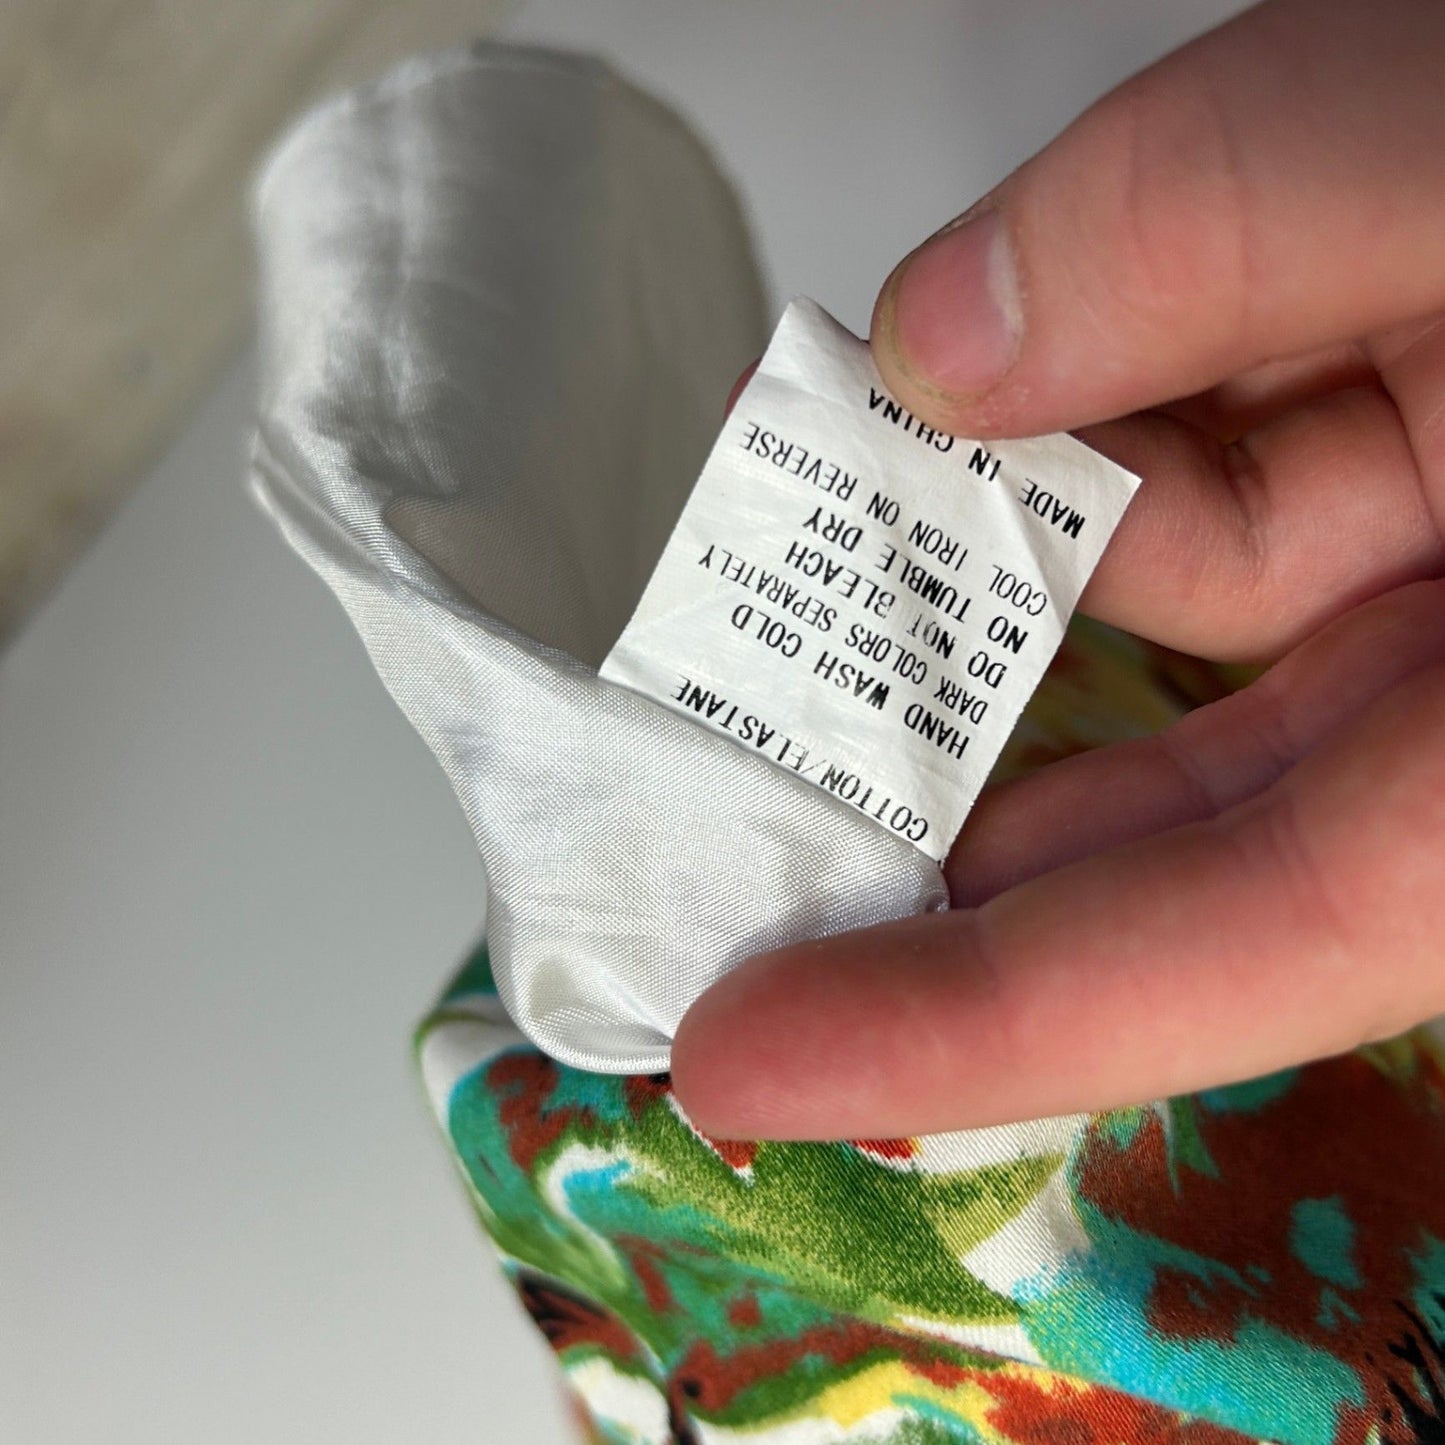 COTTON/ELASTANE
HAND WASH COLD
DARK COLORS SEPARATELY
DO NOT BLEACH
NO TUMBLE DRY
COOL IRON ON REVERSE
MADE IN CHINA